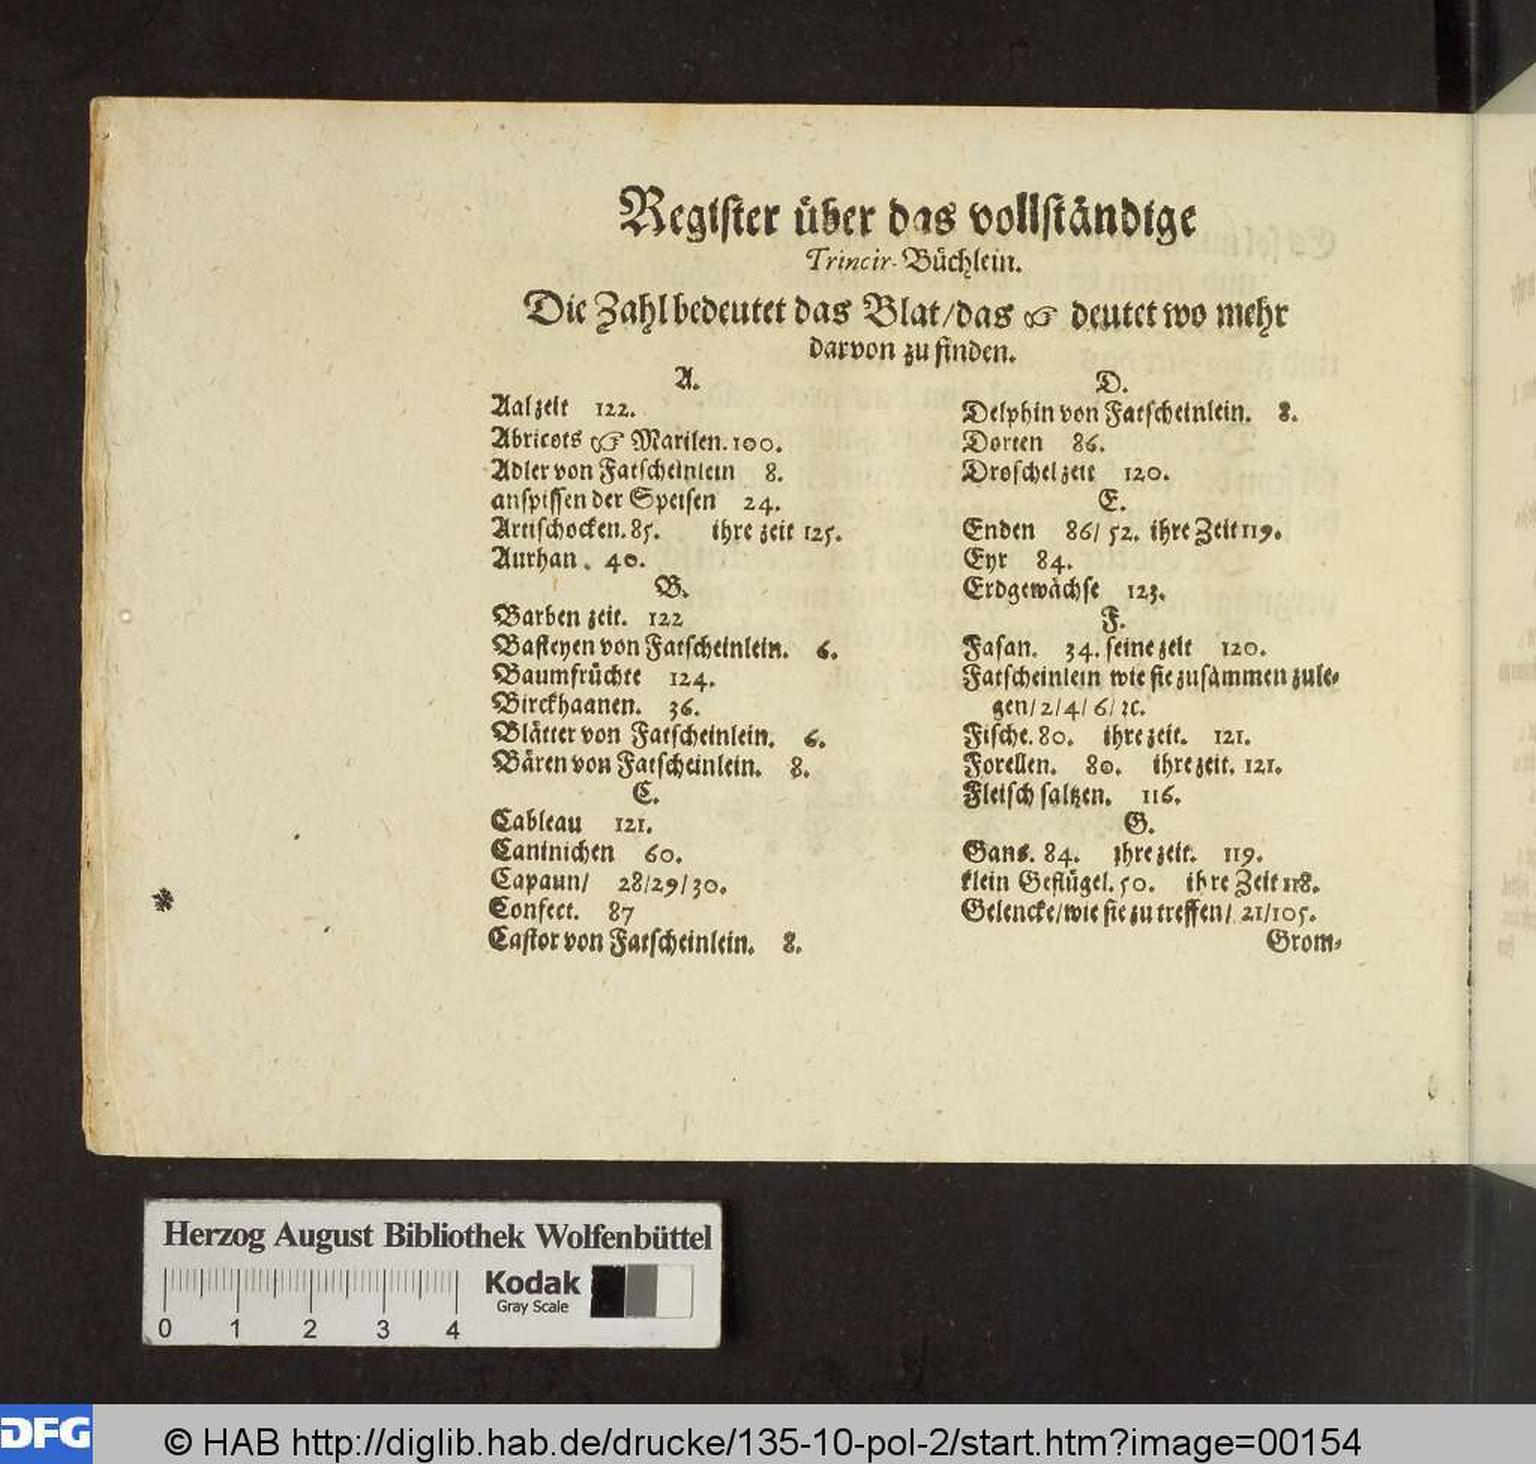 Register über das vollständige
Trincir-Büchlein.
Die Zahl bedeutet das Blat/das ☞ deutet wo mehr
darvon zu finden.
A.
Aal zeit 122.
Abricots ☞ Marilen. 100.
Adler von Fatscheinlein 8.
anspissen der Speisen 24.
Artischocken. 85. ihre zeit 125.
Aurhan. 40.
B.
Barben zeit. 122
Basteyen von Fatscheinlein. 6.
Baumfrüchte 124.
Birckhaanen. 36.
Blätter von Fatscheinlein. 6.
Bären von Fatscheinlein. 8.
C.
Cableau 121.
Caninichen 60.
Capaun/ 28/29/30.
Confect. 87
Castor von Fatscheinlein. 8.
D.
Delphin von Fatscheinlein. 8.
Dorten 86.
Droschel zeit 120.
E.
Enden 86/ 52. ihre Zeit 119.
Eyr 84.
Erdgewächse 123.
F.
Fasan. 34. seine zeit 120.
Fatscheinlein wie sie zusammen zule-
gen/ 2/4/ 6/ ꝛc.
Fische. 80. ihre zeit. 121.
Forellen. 80. ihre zeit. 121.
Fleisch saltzen. 116.
G.
Gans. 84. ihre zeit. 119.
klein Geflügel. 50. ihre Zeit 118.
Gelencke/wie sie zu treffen/ 21/105.
Grom-
Herzog August Bibliothek Wolfenbüttel
Kodak
Gray Scale
0 1 2 3 4
DFG
© HAB http://diglib.hab.de/drucke/135-10-pol-2/start.htm?image=00154